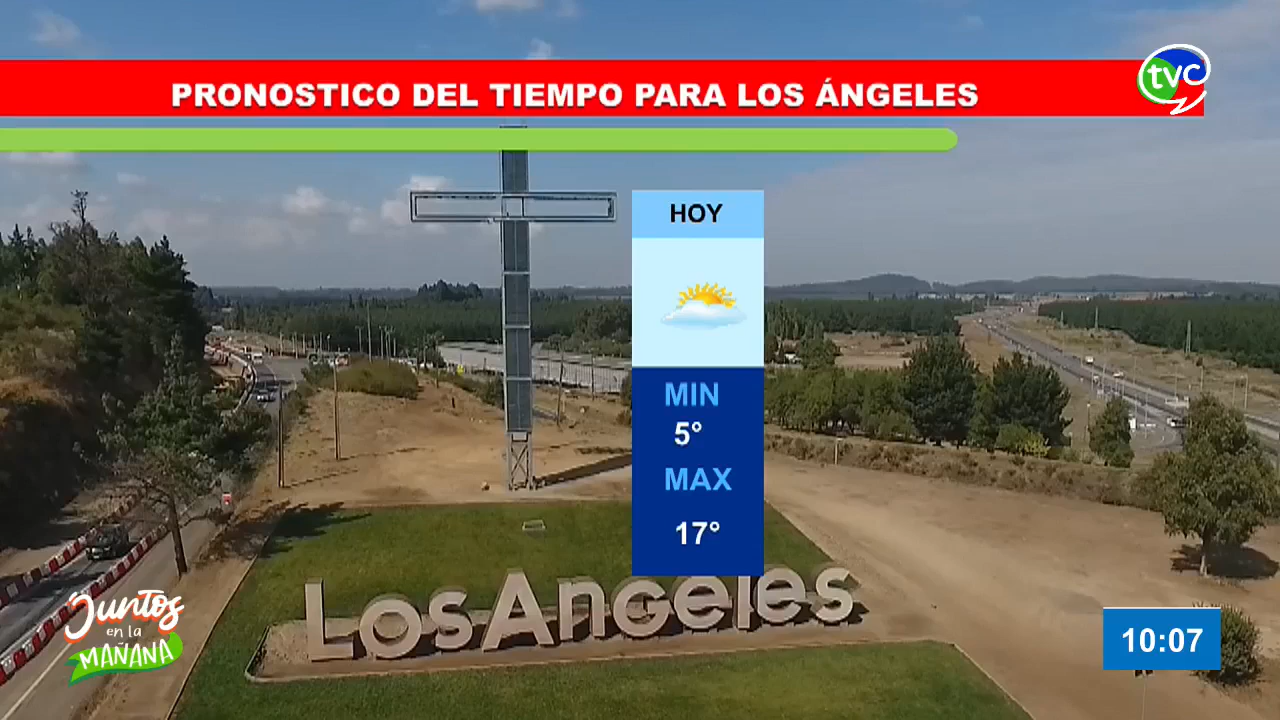 PRONOSTICO DEL TIEMPO PARA LOS ÁNGELES
tvc
HOY
MIN
5°
MAX
17°
LosAngeles
Juntos
en la
MAÑANA
10:07